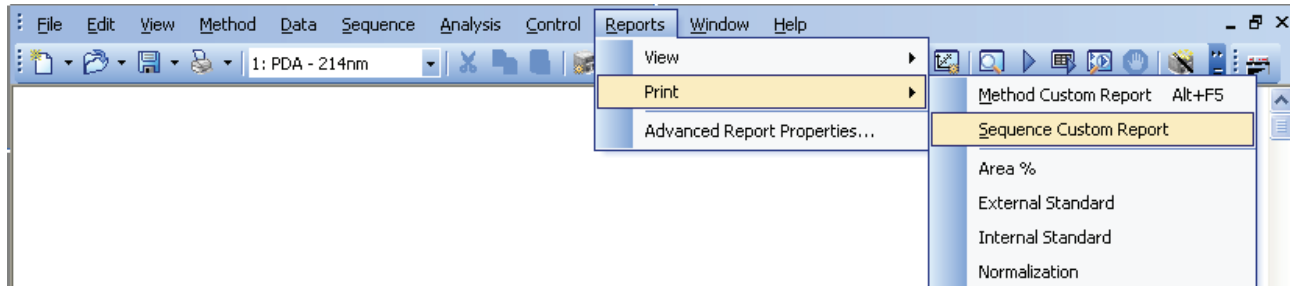 File Edit View Method Data Sequence Analysis Control Reports Window Help
1: PDA - 214nm
View
Print
Advanced Report Properties...
Method Custom Report Alt+F5
Sequence Custom Report
Area %
External Standard
Internal Standard
Normalization